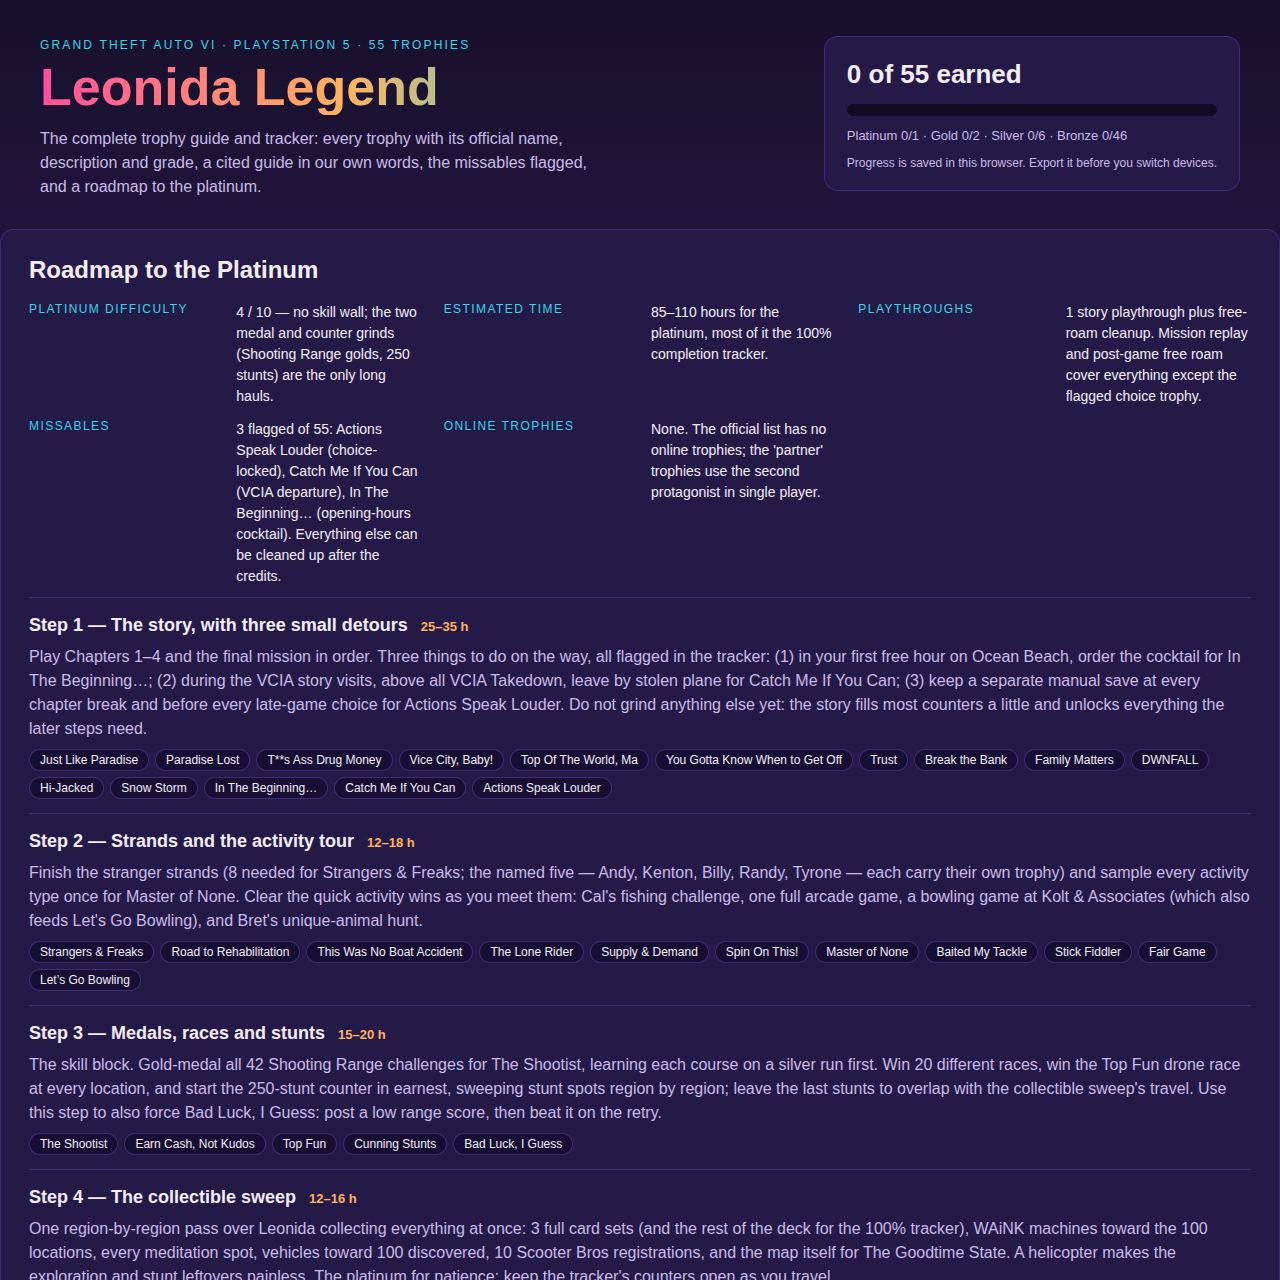 GRAND THEFT AUTO VI · PLAYSTATION 5 · 55 TROPHIES
Leonida Legend
The complete trophy guide and tracker: every trophy with its official name,
description and grade, a cited guide in our own words, the missables flagged,
and a roadmap to the platinum.
0 of 55 earned
Platinum 0/1 · Gold 0/2 · Silver 0/6 · Bronze 0/46
Progress is saved in this browser. Export it before you switch devices.
Roadmap to the Platinum
PLATINUM DIFFICULTY
4 / 10 — no skill wall; the two
medal and counter grinds
(Shooting Range golds, 250
stunts) are the only long
hauls.
ESTIMATED TIME
85–110 hours for the
platinum, most of it the 100%
completion tracker.
PLAYTHROUGHS
1 story playthrough plus free-
roam cleanup. Mission replay
and post-game free roam
cover everything except the
flagged choice trophy.
MISSABLES
3 flagged of 55: Actions
Speak Louder (choice-
locked), Catch Me If You Can
(VCIA departure), In The
Beginning… (opening-hours
cocktail). Everything else can
be cleaned up after the
credits.
ONLINE TROPHIES
None. The official list has no
online trophies; the 'partner'
trophies use the second
protagonist in single player.
Step 1 — The story, with three small detours 25–35 h
Play Chapters 1–4 and the final mission in order. Three things to do on the way, all flagged in the tracker: (1) in your first free hour on Ocean Beach, order the cocktail for In
The Beginning…; (2) during the VCIA story visits, above all VCIA Takedown, leave by stolen plane for Catch Me If You Can; (3) keep a separate manual save at every
chapter break and before every late-game choice for Actions Speak Louder. Do not grind anything else yet: the story fills most counters a little and unlocks everything the
later steps need.
Just Like Paradise Paradise Lost T**s Ass Drug Money Vice City, Baby! Top Of The World, Ma You Gotta Know When to Get Off Trust Break the Bank Family Matters DWNFALL
Hi-Jacked Snow Storm In The Beginning… Catch Me If You Can Actions Speak Louder
Step 2 — Strands and the activity tour 12–18 h
Finish the stranger strands (8 needed for Strangers & Freaks; the named five — Andy, Kenton, Billy, Randy, Tyrone — each carry their own trophy) and sample every activity
type once for Master of None. Clear the quick activity wins as you meet them: Cal's fishing challenge, one full arcade game, a bowling game at Kolt & Associates (which also
feeds Let's Go Bowling), and Bret's unique-animal hunt.
Strangers & Freaks Road to Rehabilitation This Was No Boat Accident The Lone Rider Supply & Demand Spin On This! Master of None Baited My Tackle Stick Fiddler Fair Game
Let's Go Bowling
Step 3 — Medals, races and stunts 15–20 h
The skill block. Gold-medal all 42 Shooting Range challenges for The Shootist, learning each course on a silver run first. Win 20 different races, win the Top Fun drone race
at every location, and start the 250-stunt counter in earnest, sweeping stunt spots region by region; leave the last stunts to overlap with the collectible sweep's travel. Use
this step to also force Bad Luck, I Guess: post a low range score, then beat it on the retry.
The Shootist Earn Cash, Not Kudos Top Fun Cunning Stunts Bad Luck, I Guess
Step 4 — The collectible sweep 12–16 h
One region-by-region pass over Leonida collecting everything at once: 3 full card sets (and the rest of the deck for the 100% tracker), WAiNK machines toward the 100
locations, every meditation spot, vehicles toward 100 discovered, 10 Scooter Bros registrations, and the map itself for The Goodtime State. A helicopter makes the
exploration and stunt leftovers painless. The platinum for patience: keep the tracker's counters open as you travel.